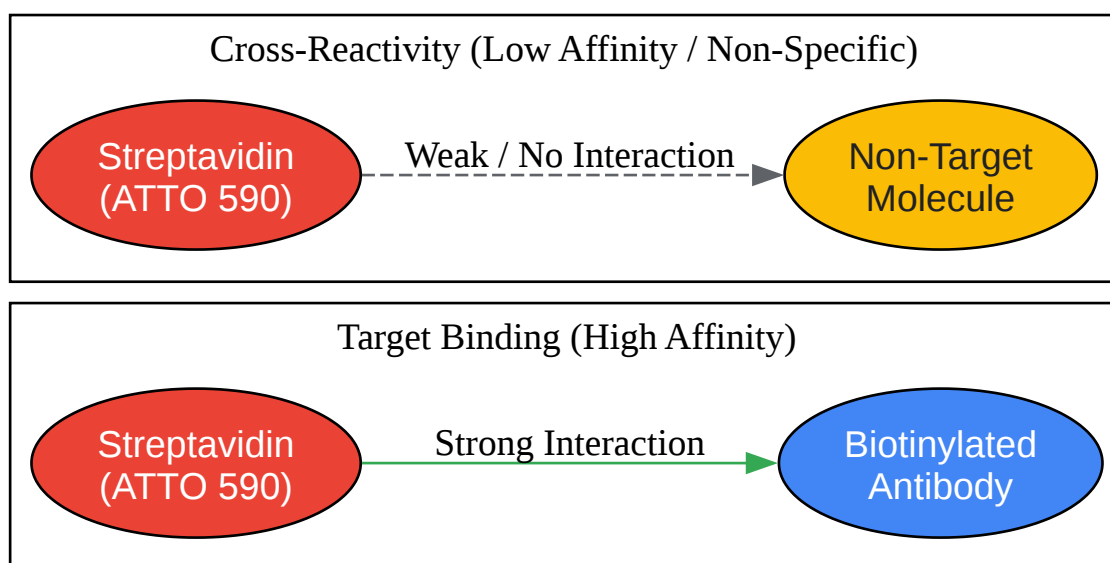 Cross-Reactivity (Low Affinity / Non-Specific)
Streptavidin
(ATTO 590)
Weak / No Interaction
Non-Target
Molecule
Target Binding (High Affinity)
Streptavidin
(ATTO 590)
Strong Interaction
Biotinylated
Antibody